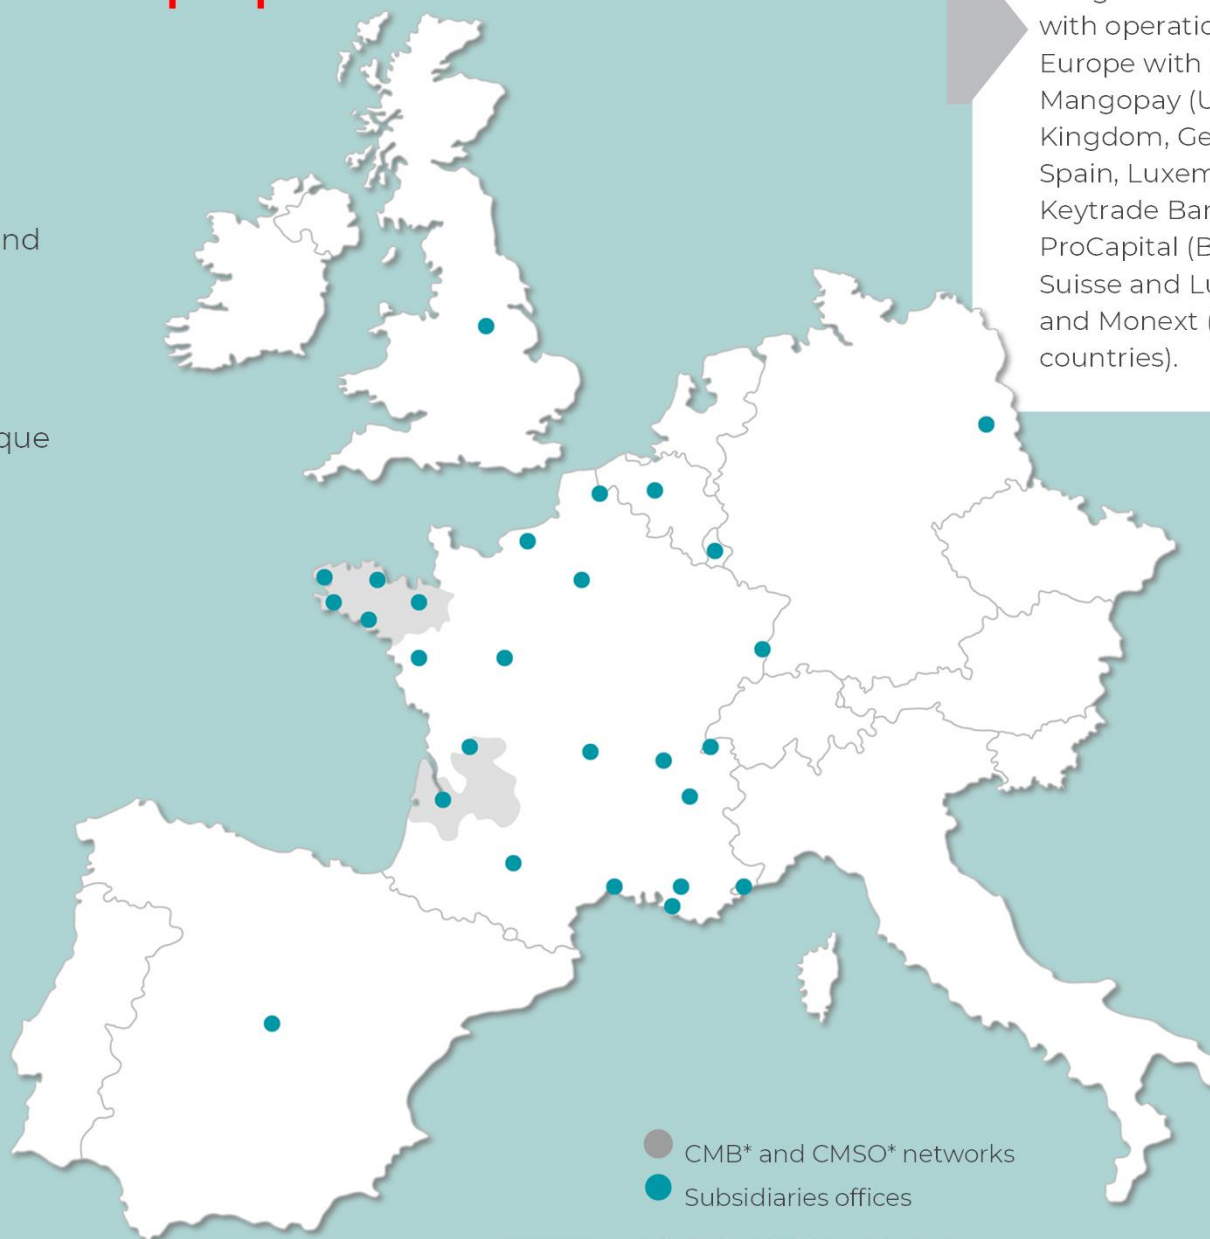 with operatio
Europe with
Mangopay (U
Kingdom, Ge
Spain, Luxem
Keytrade Ba
ProCapital (B
Suisse and Lu
and Monext (
countries).
nd
que
CMB* and CMSO* networks
Subsidiaries offices